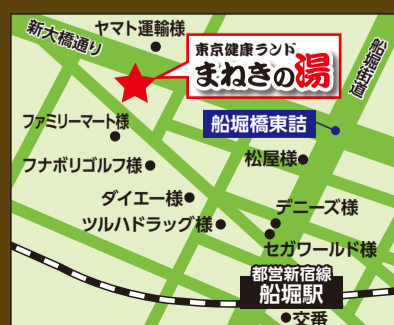 新大橋通り
ヤマト運輸様
東京健康ランド
まねきの湯
船堀街道
ファミリーマート様
船堀橋東詰
フナボリゴルフ様
松屋様
ダイエー様
デニーズ様
ツルハドラッグ様
セガワールド様
都営新宿線
船堀駅
交番